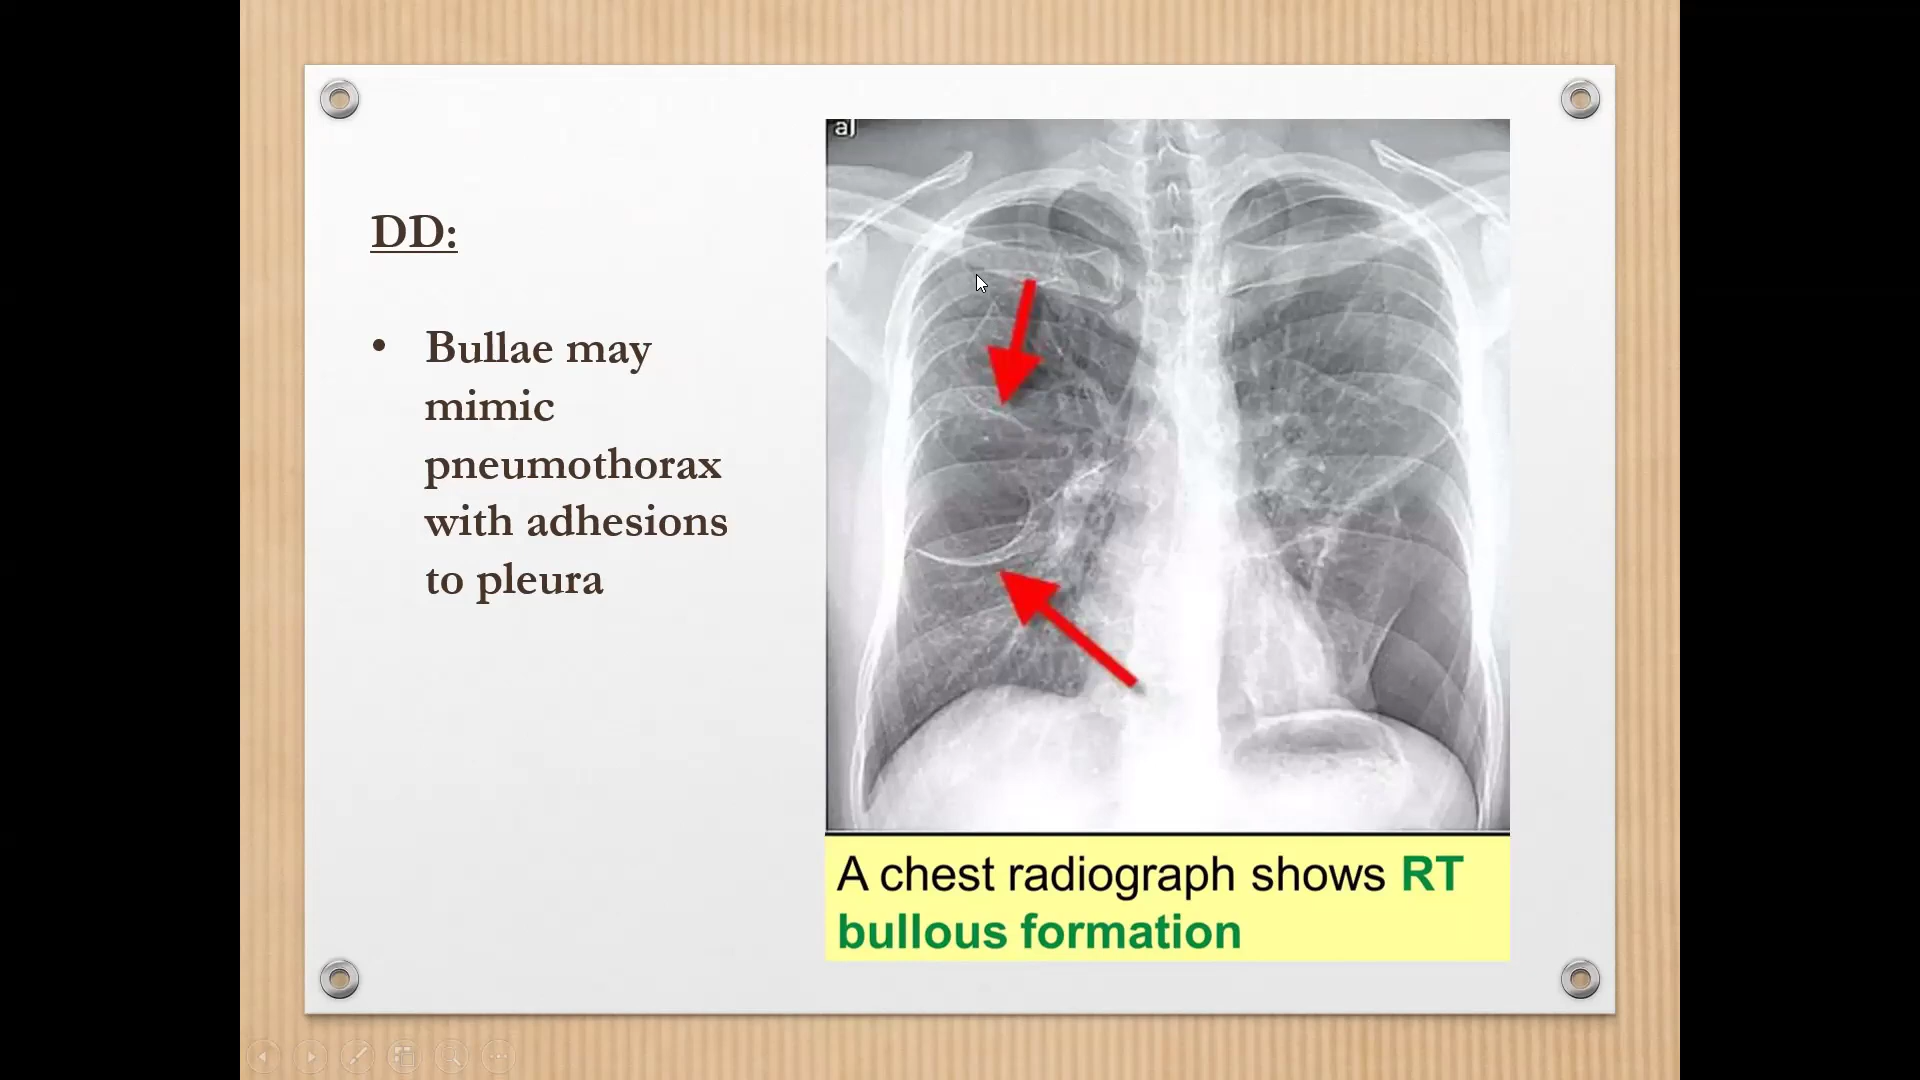 DD:
• Bullae may
mimic
pneumothorax
with adhesions
to pleura
a)
A chest radiograph shows RT
bullous formation